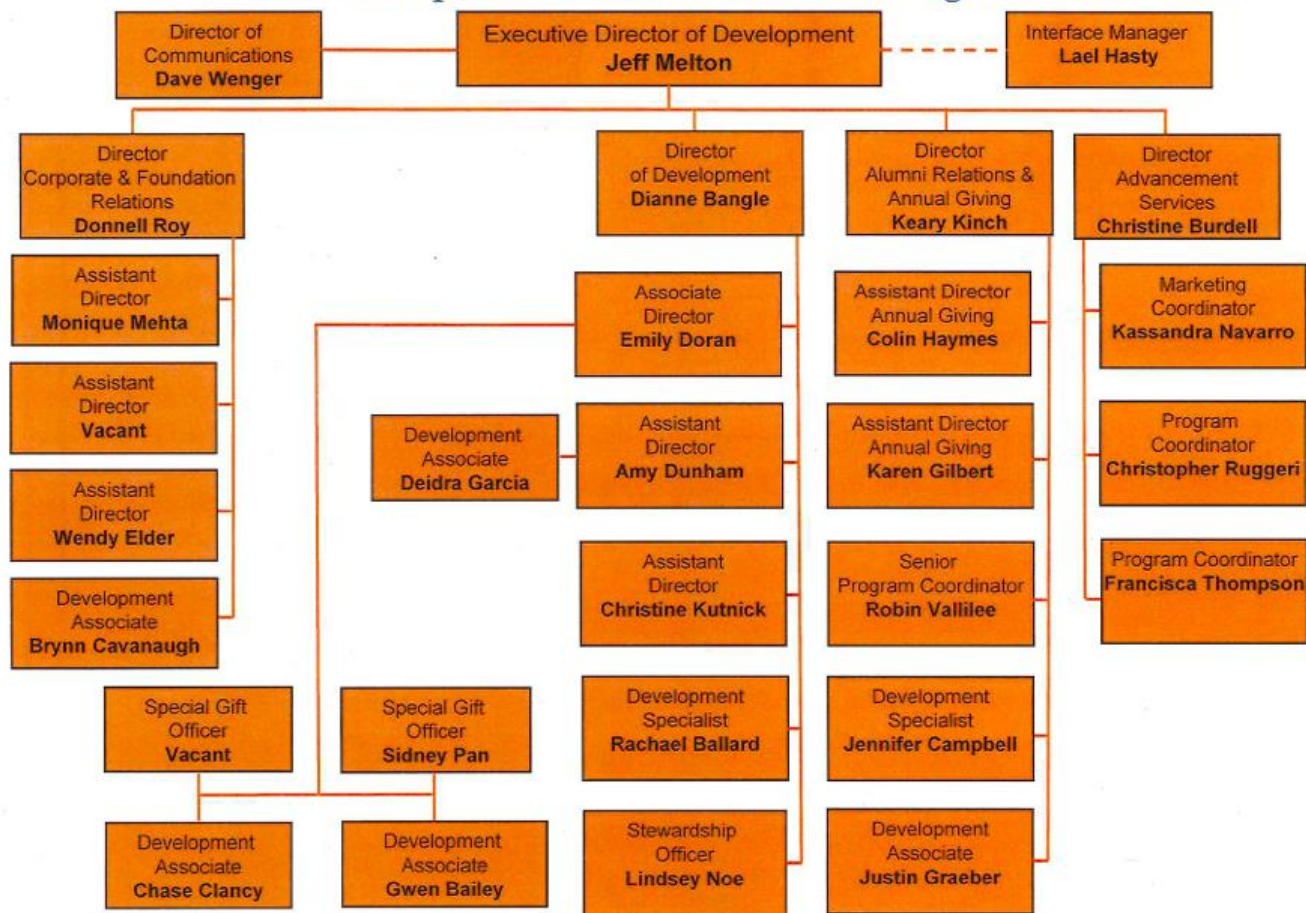 Director of
Communications
Dave Wenger
Executive Director of Development
Jeff Melton
Interface Manager
Lael Hasty
Director
Corporate & Foundation
Relations
Donnell Roy
Director
of Development
Dianne Bangle
Director
Alumni Relations &
Annual Giving
Keary Kinch
Director
Advancement
Services
Christine Burdell
Assistant
Director
Monique Mehta
Associate
Director
Emily Doran
Assistant Director
Annual Giving
Colin Haymes
Marketing
Coordinator
Kassandra Navarro
Assistant
Director
Vacant
Development
Associate
Deidra Garcia
Assistant
Director
Amy Dunham
Assistant Director
Annual Giving
Karen Gilbert
Program
Coordinator
Christopher Ruggeri
Assistant
Director
Wendy Elder
Assistant
Director
Christine Kutnick
Senior
Program Coordinator
Robin Vallilee
Program Coordinator
Francisca Thompson
Development
Associate
Brynn Cavanaugh
Special Gift
Officer
Vacant
Special Gift
Officer
Sidney Pan
Development
Specialist
Rachael Ballard
Development
Specialist
Jennifer Campbell
Development
Associate
Chase Clancy
Development
Associate
Gwen Bailey
Stewardship
Officer
Lindsey Noe
Development
Associate
Justin Graeber